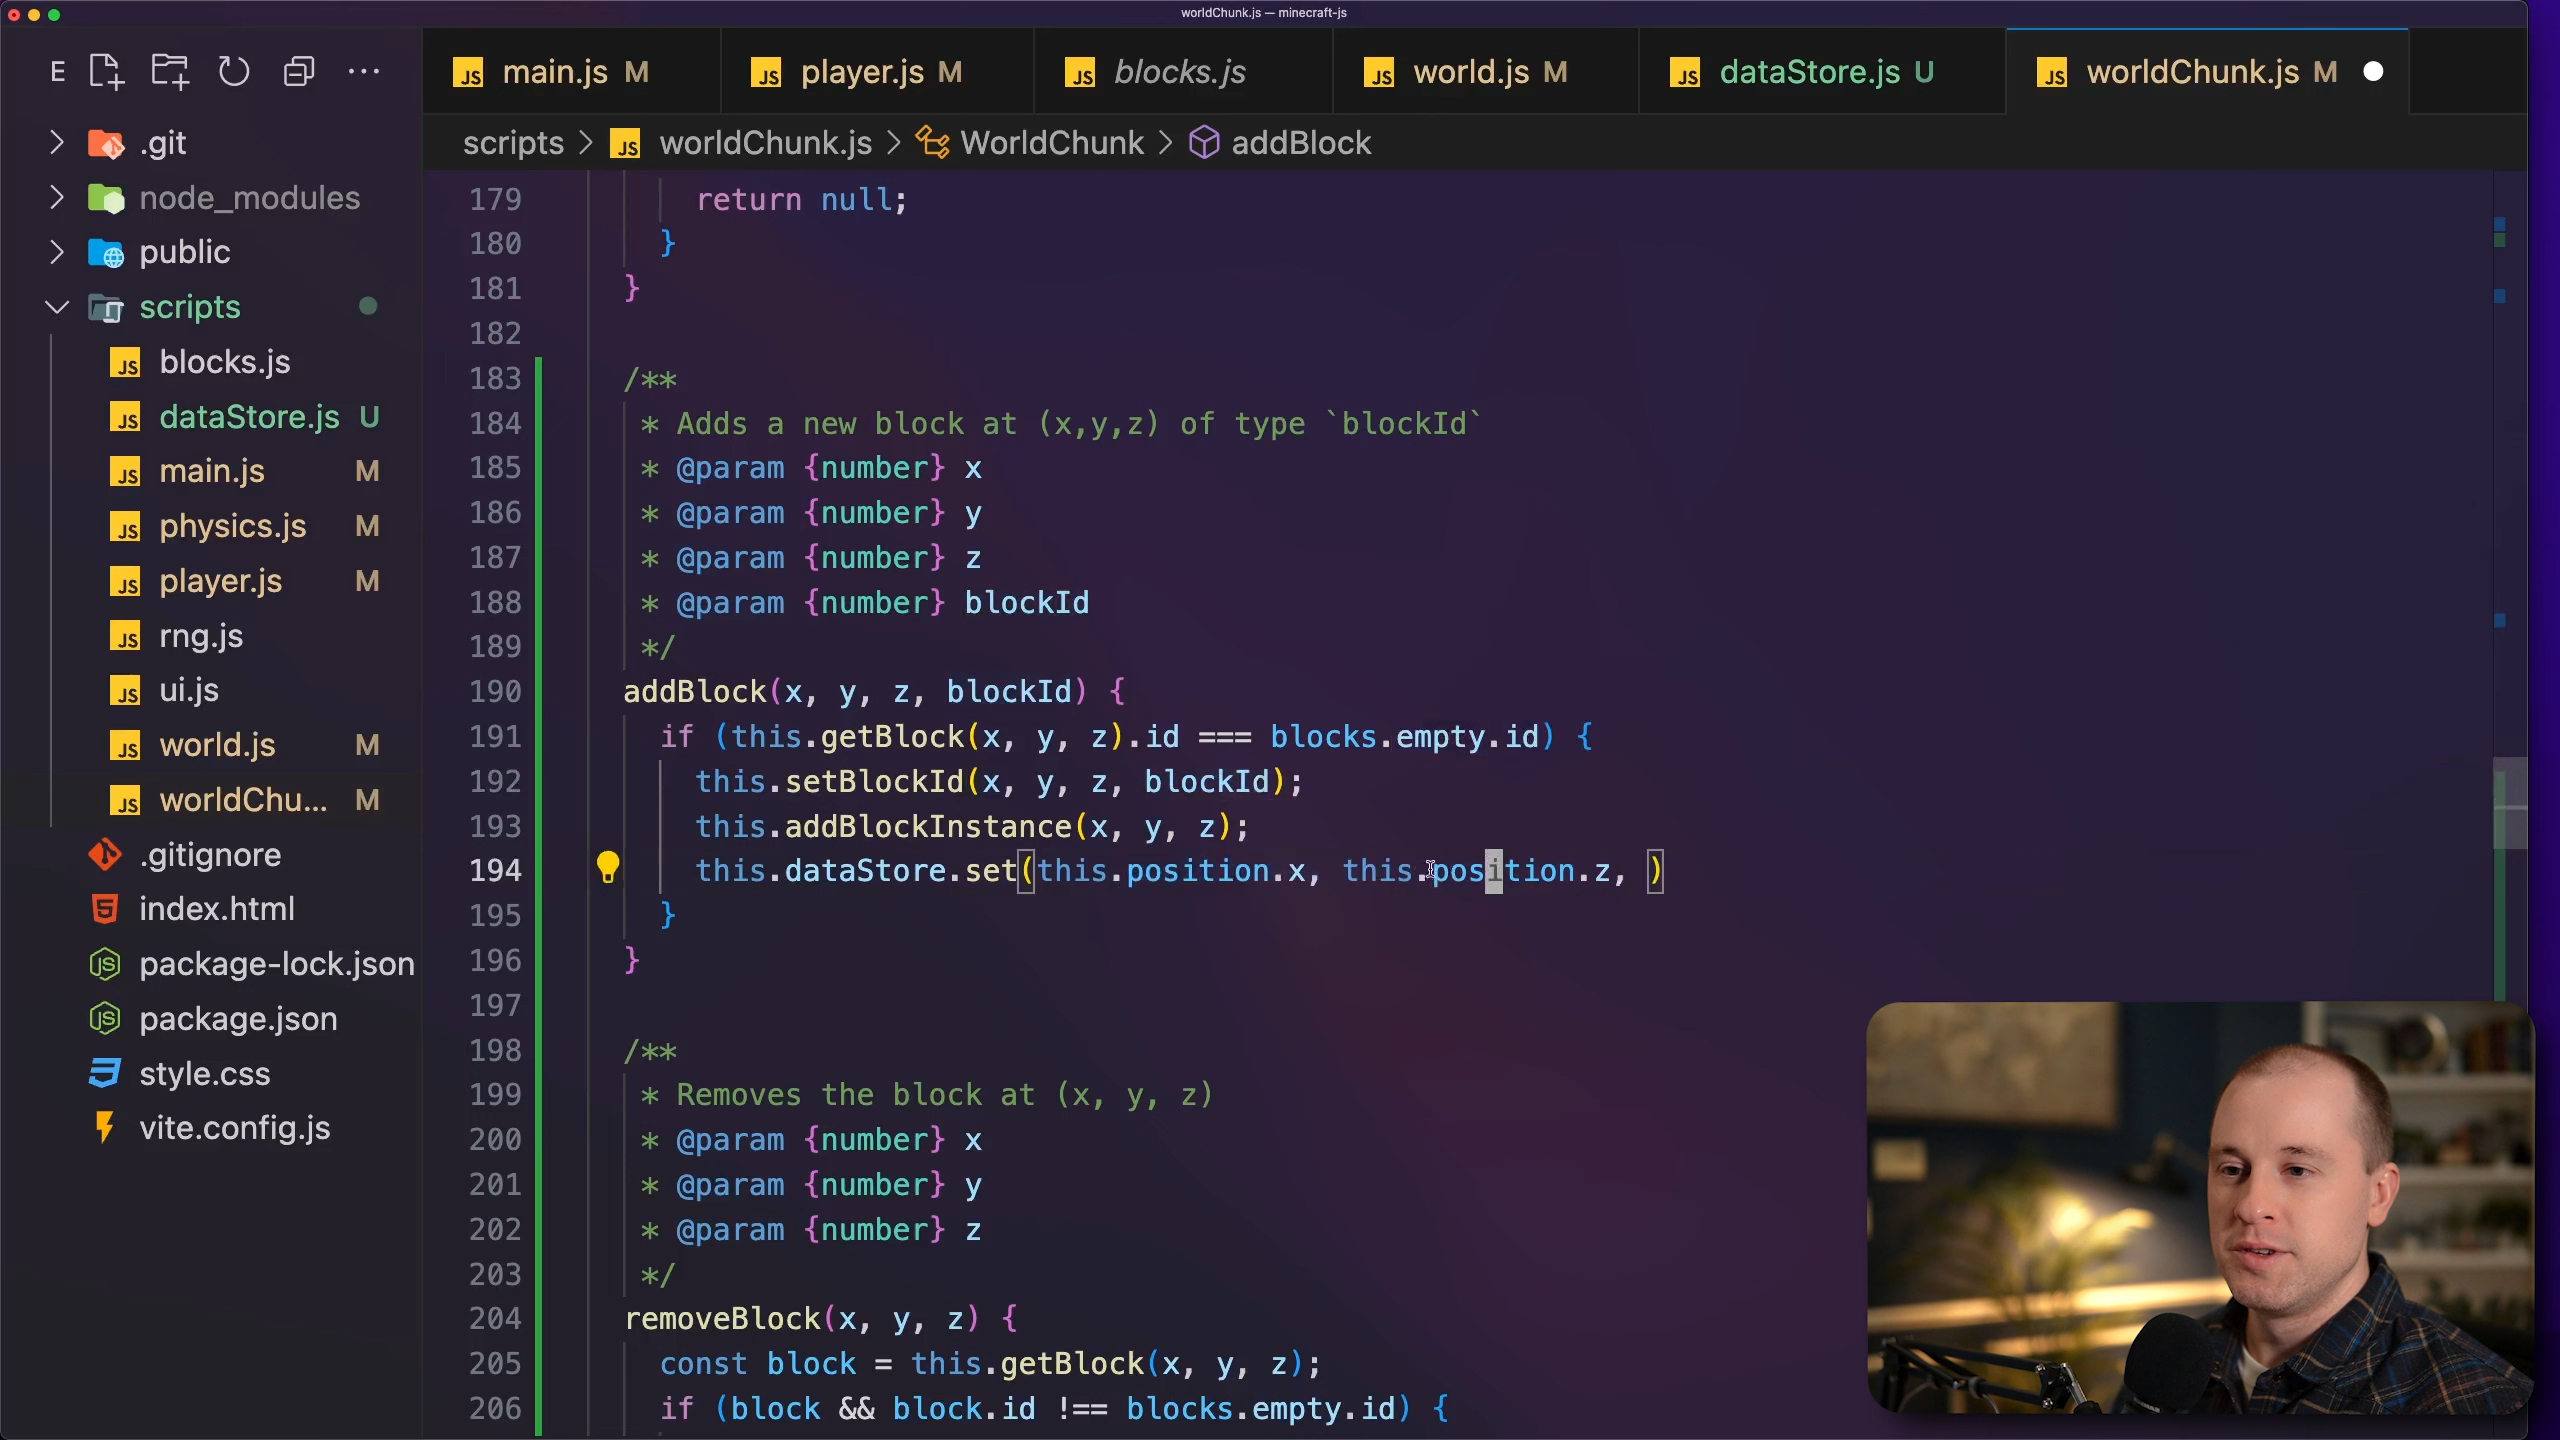 worldChunk.js — minecraft-js
E
main.js M
player.js M
blocks.js
world.js M
dataStore.js U
worldChunk.js M
scripts > worldChunk.js > WorldChunk > addBlock
.git
node_modules
public
scripts
blocks.js
dataStore.js U
main.js M
physics.js M
player.js M
rng.js
ui.js
world.js M
worldChu... M
.gitignore
index.html
package-lock.json
package.json
style.css
vite.config.js
179 return null;
180 }
181 }
182
183 /**
184 * Adds a new block at (x,y,z) of type `blockId`
185 * @param {number} x
186 * @param {number} y
187 * @param {number} z
188 * @param {number} blockId
189 */
190 addBlock(x, y, z, blockId) {
191 if (this.getBlock(x, y, z).id === blocks.empty.id) {
192 this.setBlockId(x, y, z, blockId);
193 this.addBlockInstance(x, y, z);
194 this.dataStore.set(this.position.x, this.position.z, )
195 }
196 }
197
198 /**
199 * Removes the block at (x, y, z)
200 * @param {number} x
201 * @param {number} y
202 * @param {number} z
203 */
204 removeBlock(x, y, z) {
205 const block = this.getBlock(x, y, z);
206 if (block && block.id !== blocks.empty.id) {